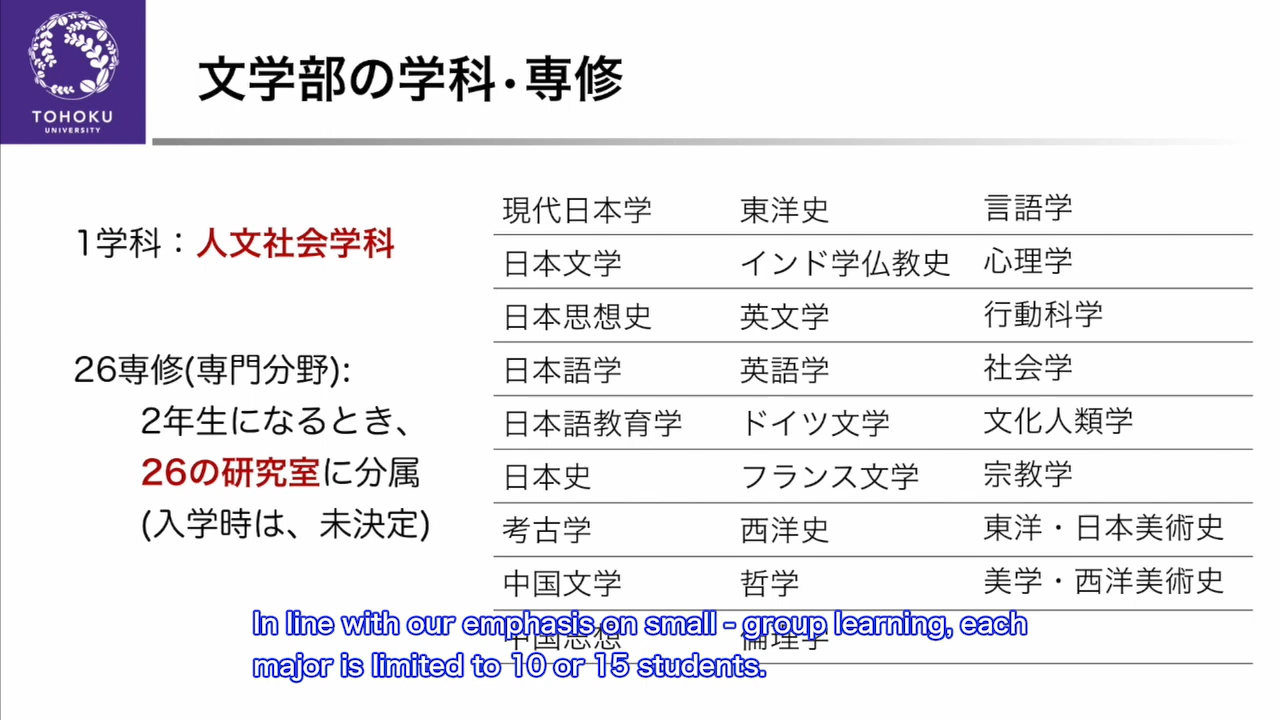 TOHOKU
UNIVERSITY
文学部の学科・専修
1学科：人文社会学科
26専修(専門分野):
2年生になるとき、
26の研究室に分属
(入学時は、未決定)
現代日本学 東洋史 言語学
日本文学 インド学仏教史 心理学
日本思想史 英文学 行動科学
日本語学 英語学 社会学
日本語教育学 ドイツ文学 文化人類学
日本史 フランス文学 宗教学
考古学 西洋史 東洋・日本美術史
中国文学 哲学 美学・西洋美術史
中国思想 倫理学
In line with our emphasis on small - group learning, each
major is limited to 10 or 15 students.